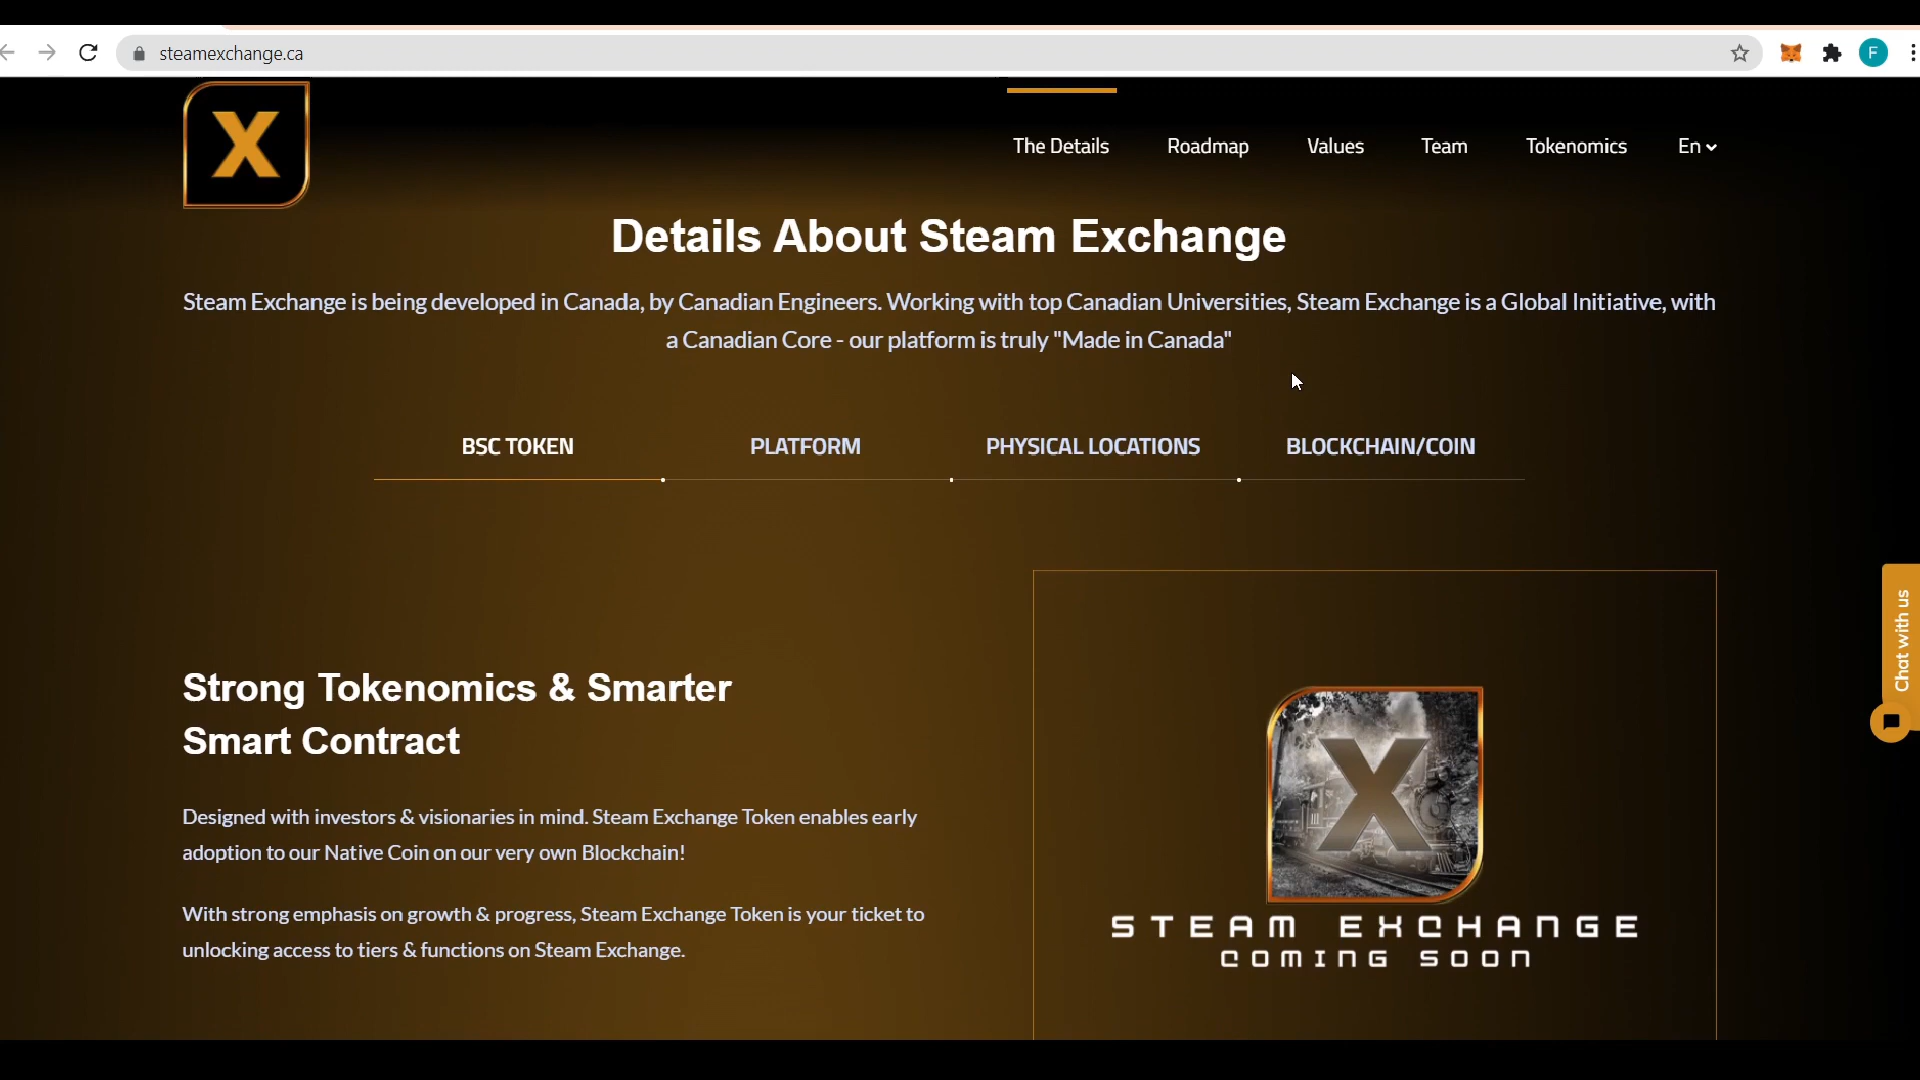 steamexchange.ca
F
X
The Details
Roadmap
Values
Team
Tokenomics
En
Details About Steam Exchange
Steam Exchange is being developed in Canada, by Canadian Engineers. Working with top Canadian Universities, Steam Exchange is a Global Initiative, with
a Canadian Core - our platform is truly "Made in Canada"
BSC TOKEN
PLATFORM
PHYSICAL LOCATIONS
BLOCKCHAIN/COIN
Strong Tokenomics & Smarter
Smart Contract
Designed with investors & visionaries in mind. Steam Exchange Token enables early
adoption to our Native Coin on our very own Blockchain!
With strong emphasis on growth & progress, Steam Exchange Token is your ticket to
unlocking access to tiers & functions on Steam Exchange.
X
STEAM EXCHANGE
COMING SOON
Chat with us